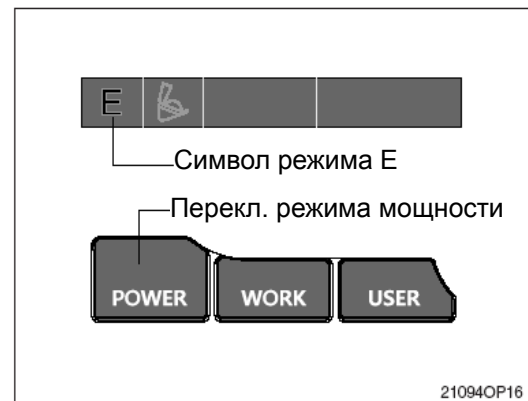 E
Символ режима E
Перекл. режима мощности
POWER WORK USER
21094OP16